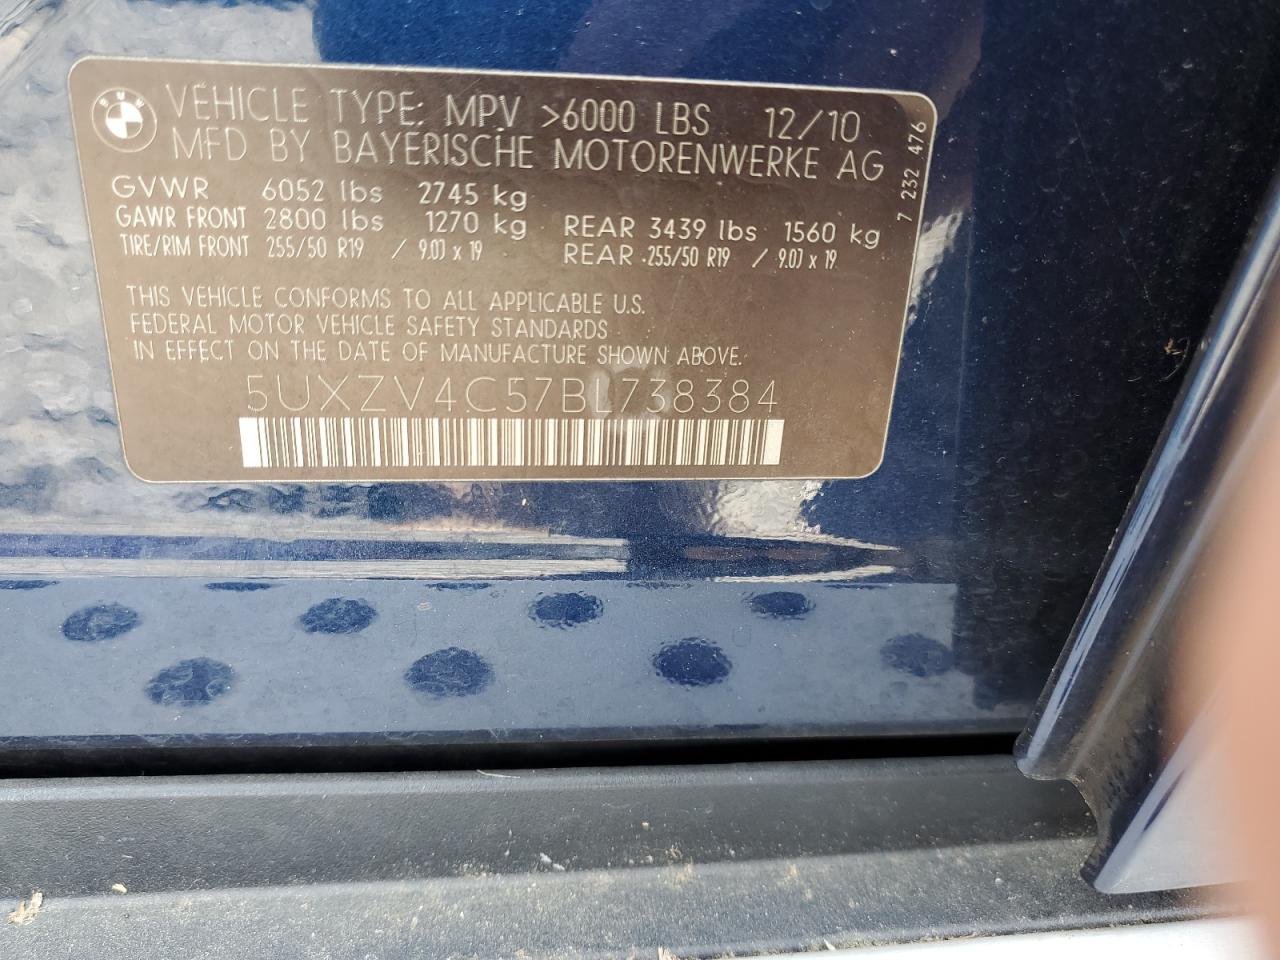 BMW
VEHICLE TYPE: MPV >6000 LBS 12/10
MFD BY BAYERISCHE MOTORENWERKE AG
GVWR 6052 lbs 2745 kg
GAWR FRONT 2800 lbs 1270 kg REAR 3439 lbs 1560 kg
TIRE/RIM FRONT 255/50 R19 / 9.0J x 19 REAR 255/50 R19 / 9.0J x 19
THIS VEHICLE CONFORMS TO ALL APPLICABLE U.S.
FEDERAL MOTOR VEHICLE SAFETY STANDARDS
IN EFFECT ON THE DATE OF MANUFACTURE SHOWN ABOVE.
5UXZV4C57BL738384
7 232 476